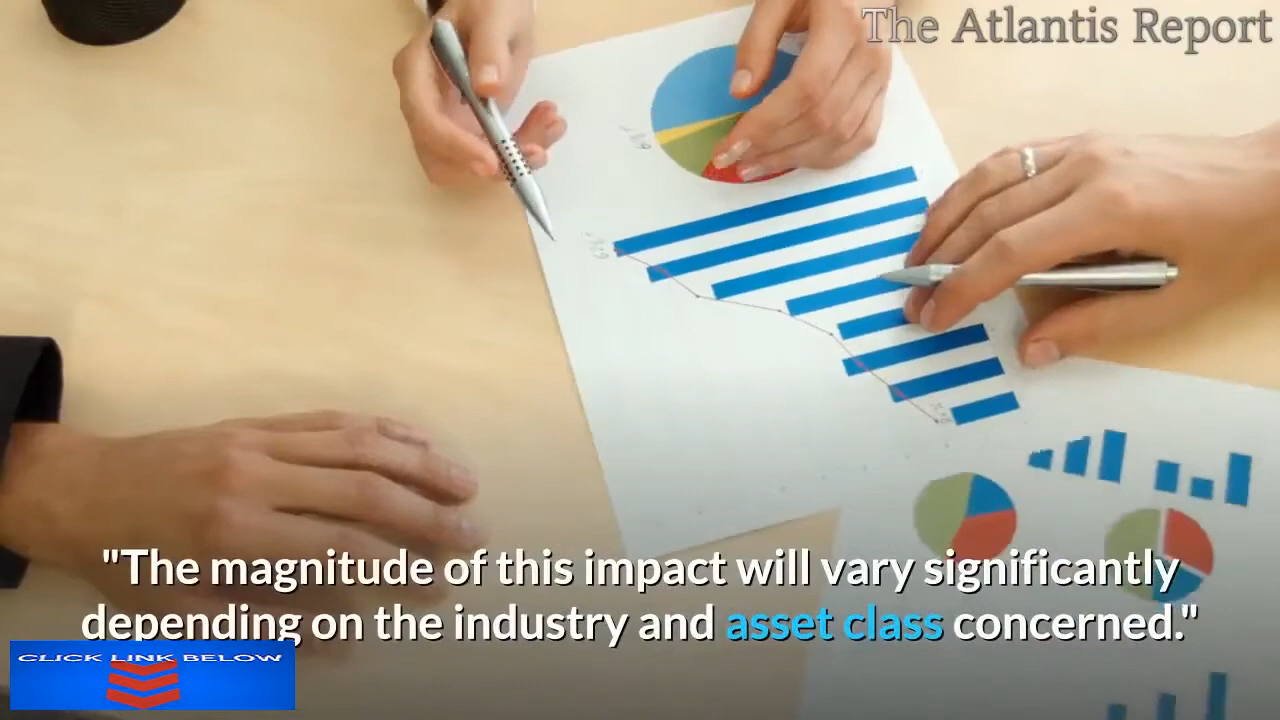 The Atlantis Report
"The magnitude of this impact will vary significantly
depending on the industry and asset class concerned."
CLICK LINK BELOW